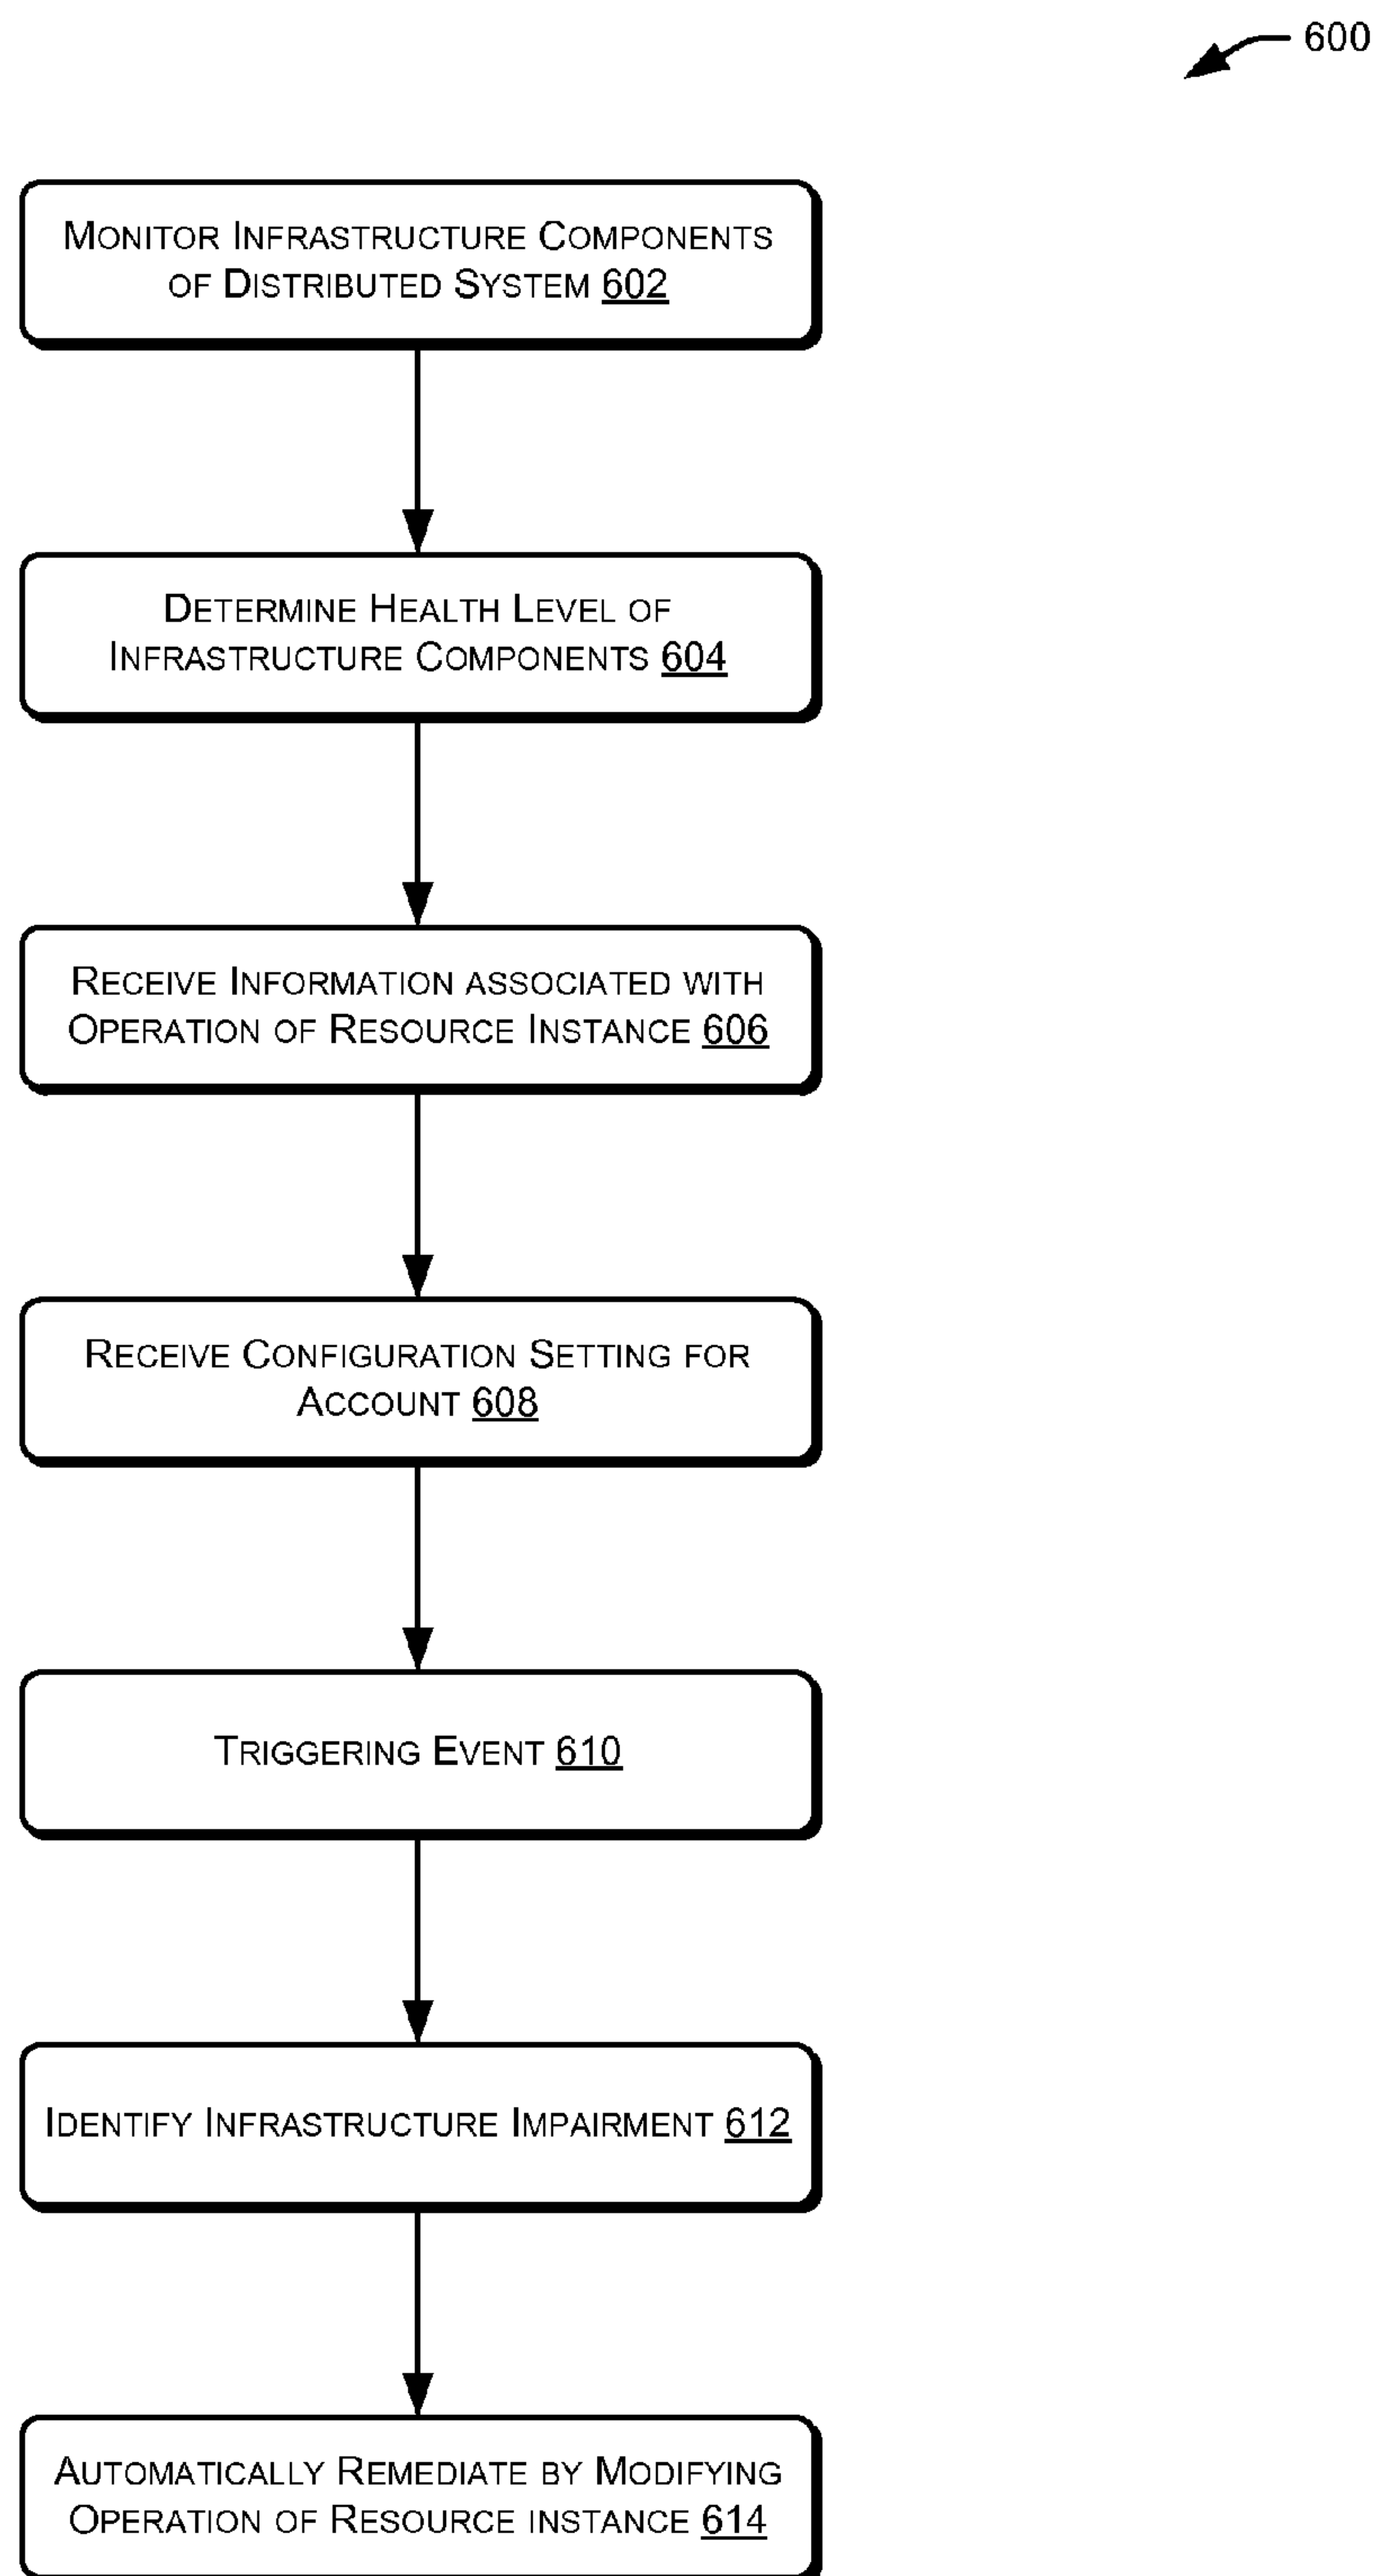 600
MONITOR INFRASTRUCTURE COMPONENTS
OF DISTRIBUTED SYSTEM 602
DETERMINE HEALTH LEVEL OF
INFRASTRUCTURE COMPONENTS 604
RECEIVE INFORMATION ASSOCIATED WITH
OPERATION OF RESOURCE INSTANCE 606
RECEIVE CONFIGURATION SETTING FOR
ACCOUNT 608
TRIGGERING EVENT 610
IDENTIFY INFRASTRUCTURE IMPAIRMENT 612
AUTOMATICALLY REMEDIATE BY MODIFYING
OPERATION OF RESOURCE INSTANCE 614